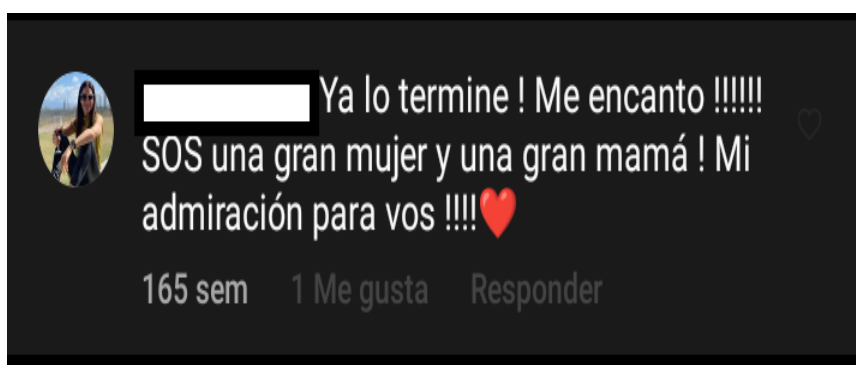 Ya lo termine ! Me encanto !!!!!!
SOS una gran mujer y una gran mamá ! Mi
admiración para vos !!!!❤️
165 sem 1 Me gusta Responder